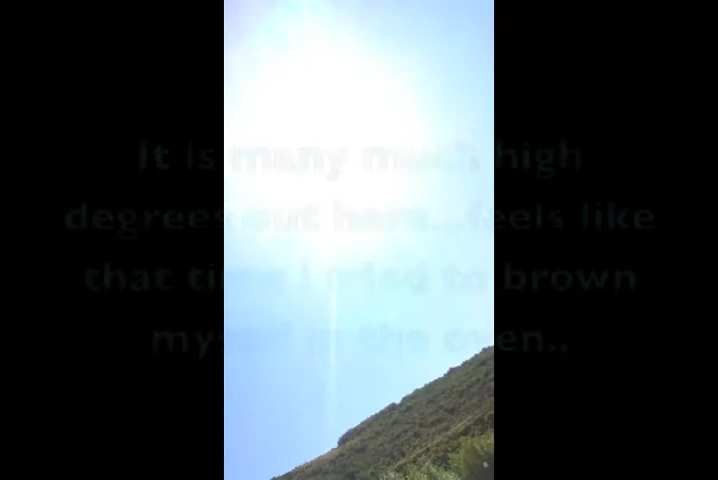 It is many much high
degrees out here...feels like
that time I tried to brown
myself in the oven..